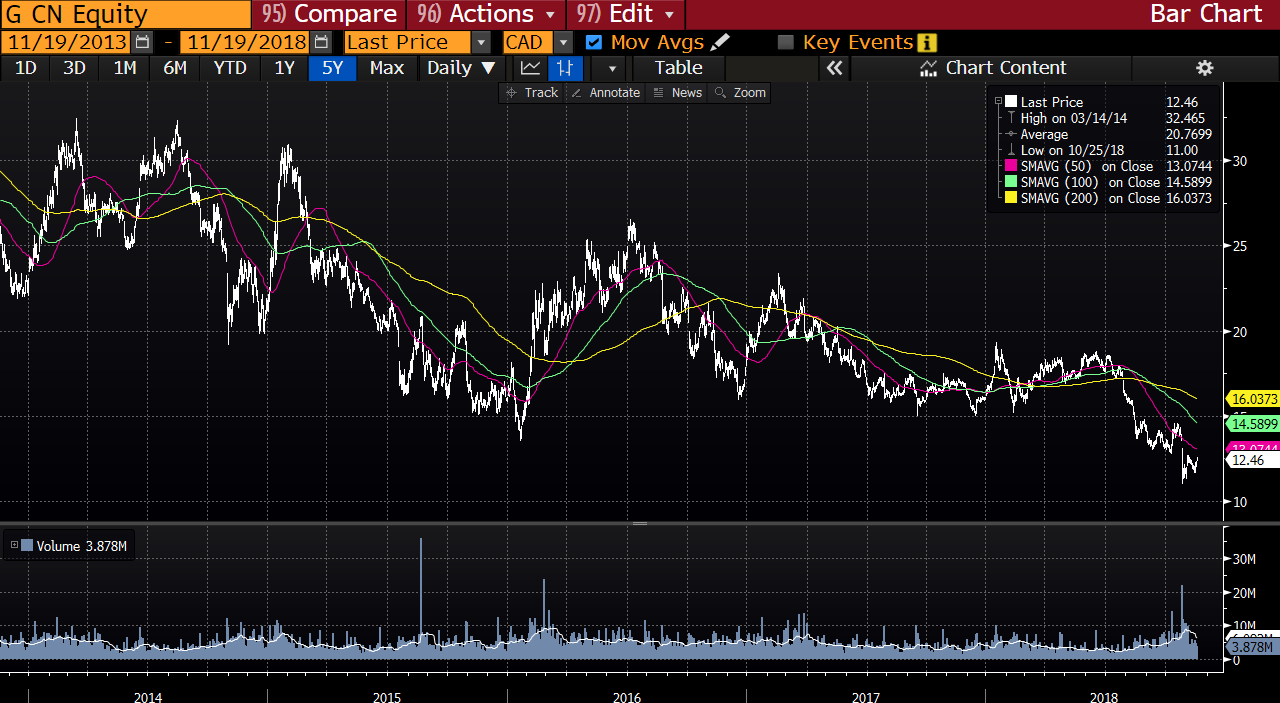 G CN Equity 95) Compare 96) Actions 97) Edit Bar Chart
11/19/2013 - 11/19/2018 Last Price CAD Mov Avgs Key Events
1D 3D 1M 6M YTD 1Y 5Y Max Daily ▼ Table « Chart Content
Track Annotate News Zoom
Last Price 12.46
High on 03/14/14 32.465
Average 20.7699
Low on 10/25/18 11.00
SMAVG (50) on Close 13.0744
SMAVG (100) on Close 14.5899
SMAVG (200) on Close 16.0373
30
25
20
16.0373
15
14.5899
13.0744
12.46
10
Volume 3.878M
30M
20M
10M
3.878M
0
2014 2015 2016 2017 2018